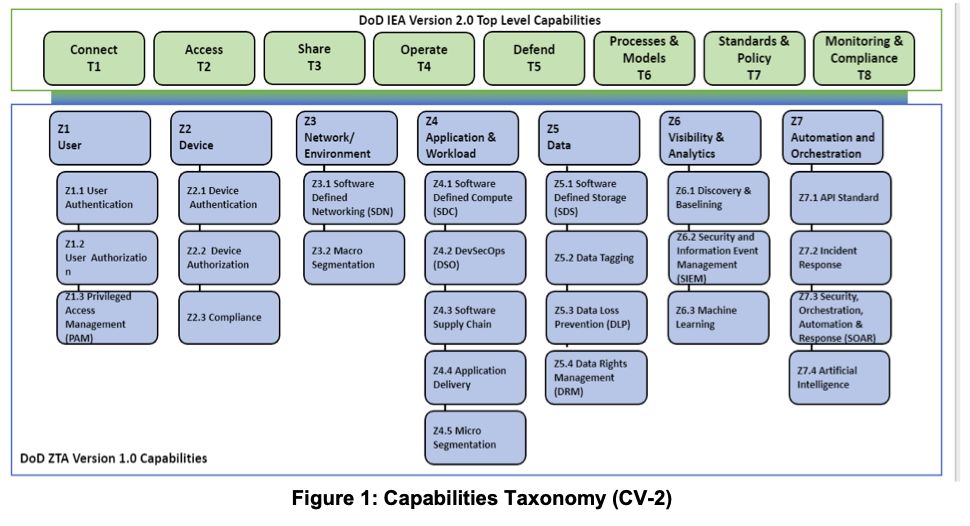 DoD IEA Version 2.0 Top Level Capabilities
Connect
T1
Access
T2
Share
T3
Operate
T4
Defend
T5
Processes &
Models
T6
Standards &
Policy
T7
Monitoring &
Compliance
T8
Z1
User
Z1.1 User
Authentication
Z1.2
User Authorizatio
n
Z1.3 Privileged
Access
Management
(PAM)
Z2
Device
Z2.1 Device
Authentication
Z2.2 Device
Authorization
Z2.3 Compliance
Z3
Network/
Environment
Z3.1 Software
Defined
Networking (SDN)
Z3.2 Macro
Segmentation
Z4
Application &
Workload
Z4.1 Software
Defined Compute
(SDC)
Z4.2 DevSecOps
(DSO)
Z4.3 Software
Supply Chain
Z4.4 Application
Delivery
Z4.5 Micro
Segmentation
Z5
Data
Z5.1 Software
Defined Storage
(SDS)
Z5.2 Data Tagging
Z5.3 Data Loss
Prevention (DLP)
Z5.4 Data Rights
Management
(DRM)
Z6
Visibility &
Analytics
Z6.1 Discovery &
Baselining
Z6.2 Security and
Information Event
Management
(SIEM)
Z6.3 Machine
Learning
Z7
Automation and
Orchestration
Z7.1 API Standard
Z7.2 Incident
Response
Z7.3 Security,
Orchestration,
Automation &
Response (SOAR)
Z7.4 Artificial
Intelligence
DoD ZTA Version 1.0 Capabilities
Figure 1: Capabilities Taxonomy (CV-2)